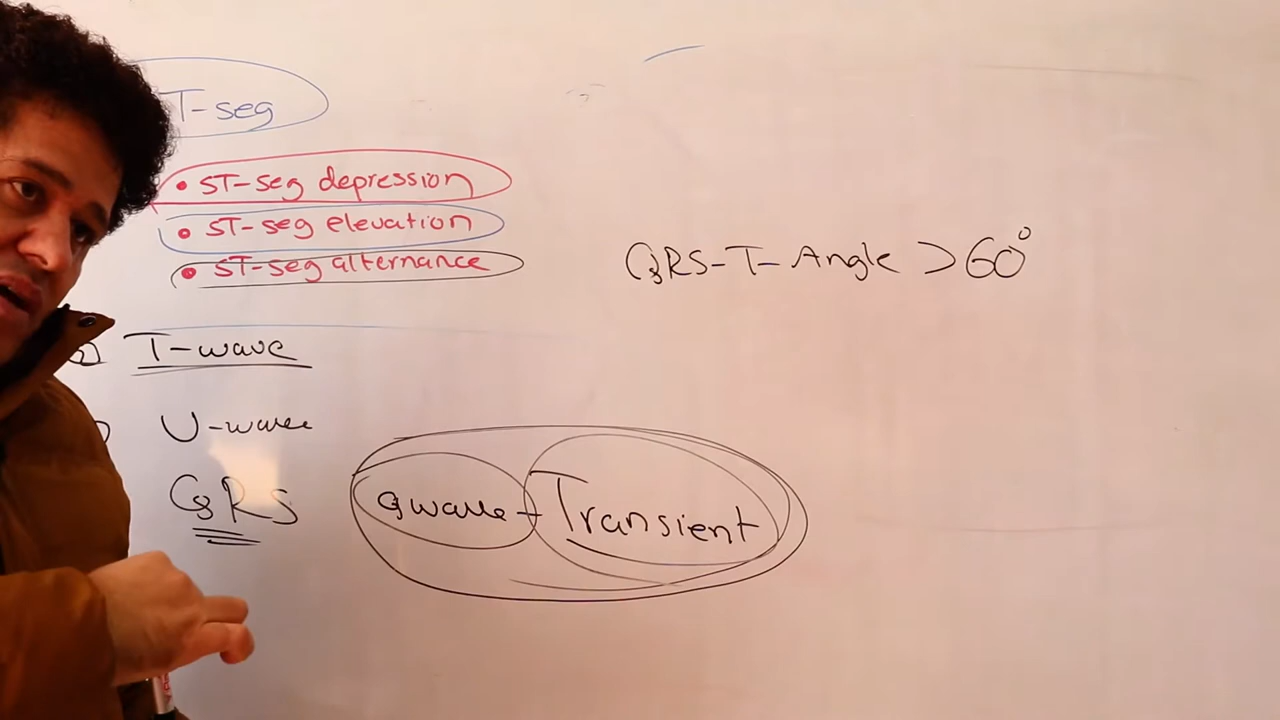 T-seg
• ST-seg depression
• ST-seg elevation
• ST-seg alternance
QRS-T-Angle >60°
T-wave
U-wave
QRS
qwave-Transient